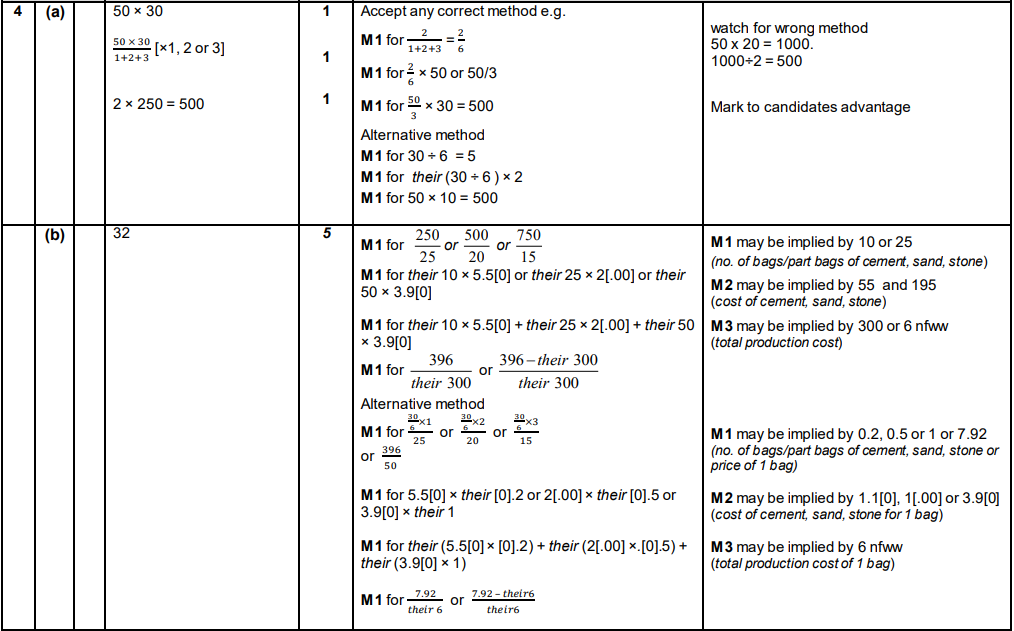 4 (a) 50 × 30 1 Accept any correct method e.g.
watch for wrong method
M1 for 2/(1+2+3) = 2/6
50 x 20 = 1000.
(50 × 30)/(1+2+3) [×1, 2 or 3] 1
1000÷2 = 500
M1 for 2/6 × 50 or 50/3
2 × 250 = 500 1 M1 for 50/3 × 30 = 500 Mark to candidates advantage
Alternative method
M1 for 30 ÷ 6 = 5
M1 for their (30 ÷ 6 ) × 2
M1 for 50 × 10 = 500
(b) 32 5 M1 for 250/25 or 500/20 or 750/15
M1 may be implied by 10 or 25
(no. of bags/part bags of cement, sand, stone)
M1 for their 10 × 5.5[0] or their 25 × 2[.00] or their
50 × 3.9[0]
M2 may be implied by 55 and 195
(cost of cement, sand, stone)
M1 for their 10 × 5.5[0] + their 25 × 2[.00] + their 50
× 3.9[0]
M3 may be implied by 300 or 6 nfww
(total production cost)
M1 for 396/(their 300) or (396 – their 300)/(their 300)
Alternative method
M1 for (30/6 ×1)/25 or (30/6 ×2)/20 or (30/6 ×3)/15
or 396/50
M1 may be implied by 0.2, 0.5 or 1 or 7.92
(no. of bags/part bags of cement, sand, stone or
price of 1 bag)
M1 for 5.5[0] × their [0].2 or 2[.00] × their [0].5 or
3.9[0] × their 1
M2 may be implied by 1.1[0], 1[.00] or 3.9[0]
(cost of cement, sand, stone for 1 bag)
M1 for their (5.5[0] × [0].2) + their (2[.00] ×.[0].5) +
their (3.9[0] × 1)
M3 may be implied by 6 nfww
(total production cost of 1 bag)
M1 for 7.92/(their 6) or (7.92 – their6)/(their6)